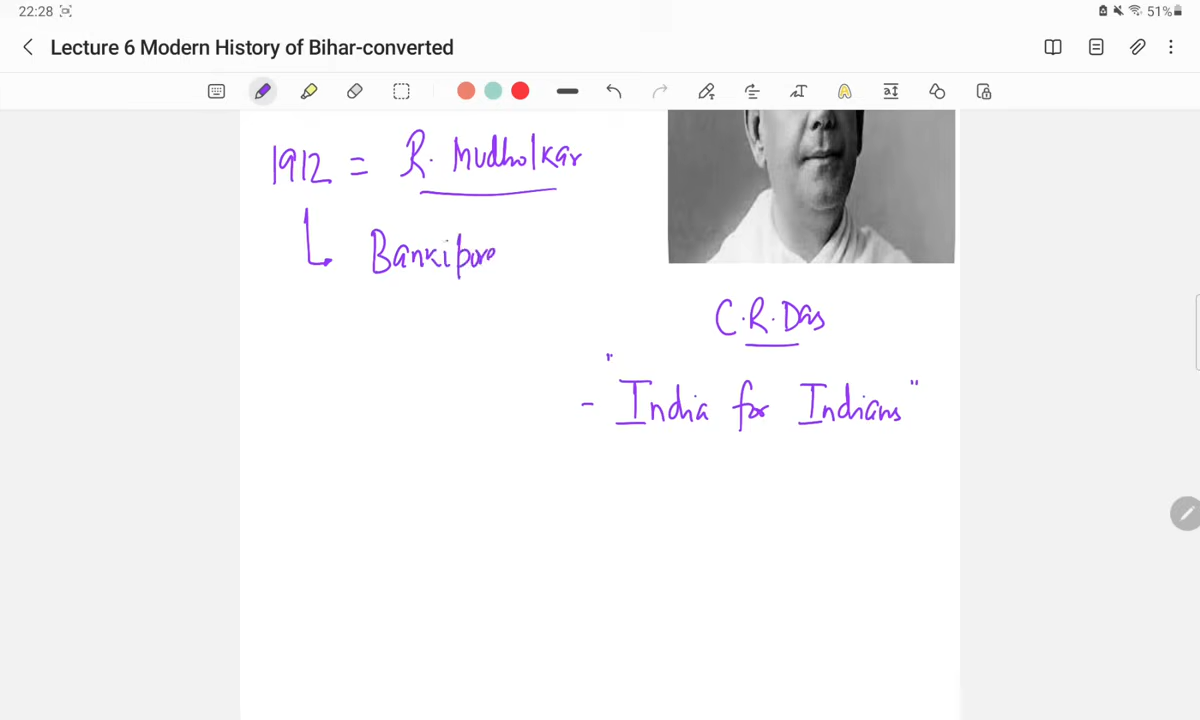 22:28
51%
Lecture 6 Modern History of Bihar-converted
1912 = R. Mudholkar
Bankipore
C.R.Das
- "India for Indians"